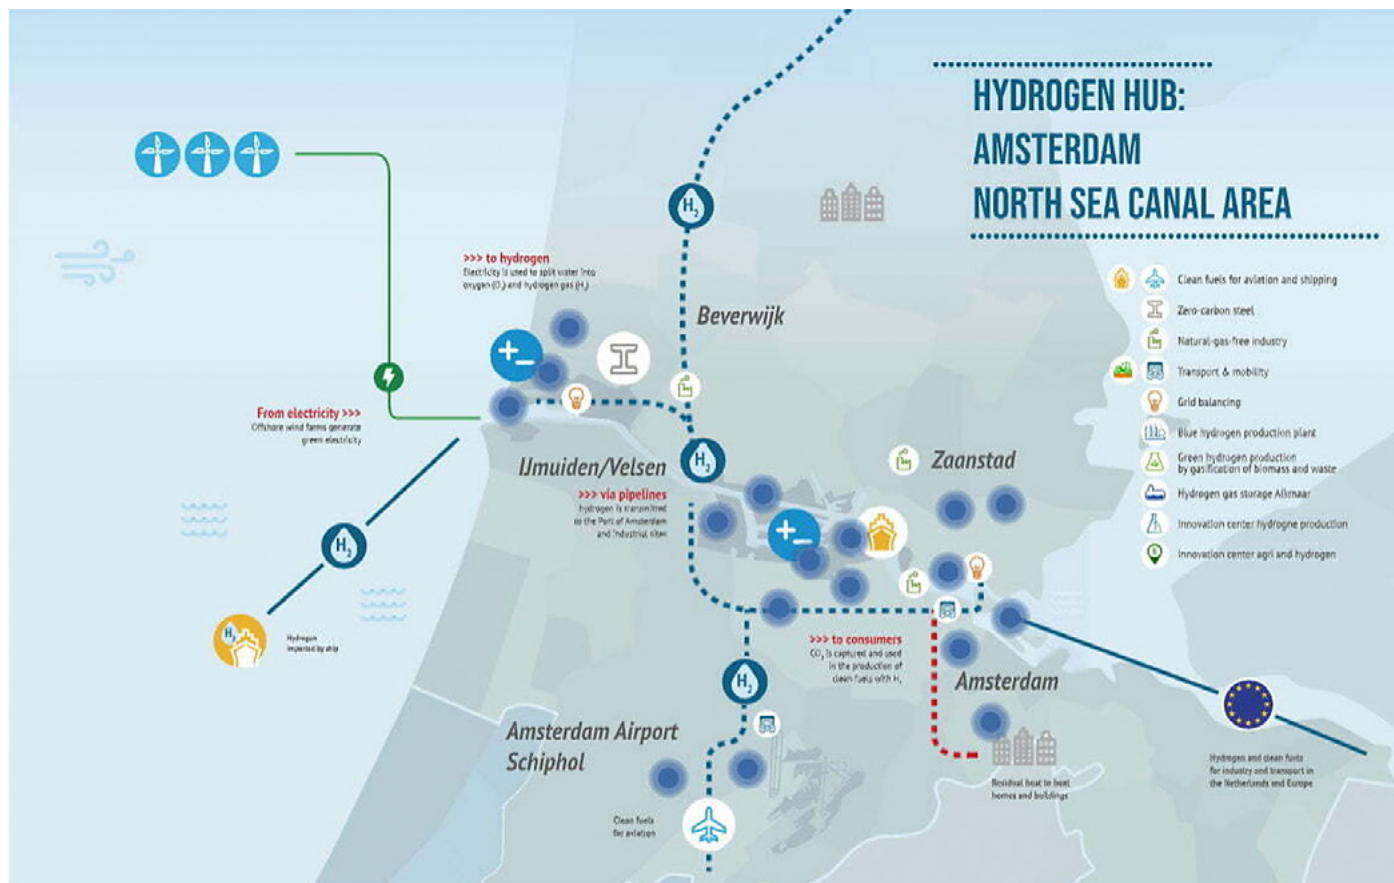 HYDROGEN HUB:
AMSTERDAM
NORTH SEA CANAL AREA
Clean fuels for aviation and shipping
Zero-carbon steel
Natural-gas-free industry
Transport & mobility
Grid balancing
Blue hydrogen production plant
Green hydrogen production
by gasification of biomass and waste
Hydrogen gas storage Alkmaar
Innovation center hydrogne production
Innovation center agri and hydrogen
H₂
>>> to hydrogen
Electricity is used to split water into
oxygen (O₂) and hydrogen gas (H₂)
Beverwijk
From electricity >>>
Offshore wind farms generate
green electricity
IJmuiden/Velsen
H₂
Zaanstad
>>> via pipelines
hydrogen is transmitted
to the Port of Amsterdam
and industrial sites
H₂
H₂
Hydrogen
imported by ship
>>> to consumers
CO₂ is captured and used
in the production of
clean fuels with H₂
H₂
Amsterdam
Amsterdam Airport
Schiphol
Hydrogen and clean fuels
for industry and transport in
the Netherlands and Europe
Residual heat to heat
homes and buildings
Clean fuels
for aviation